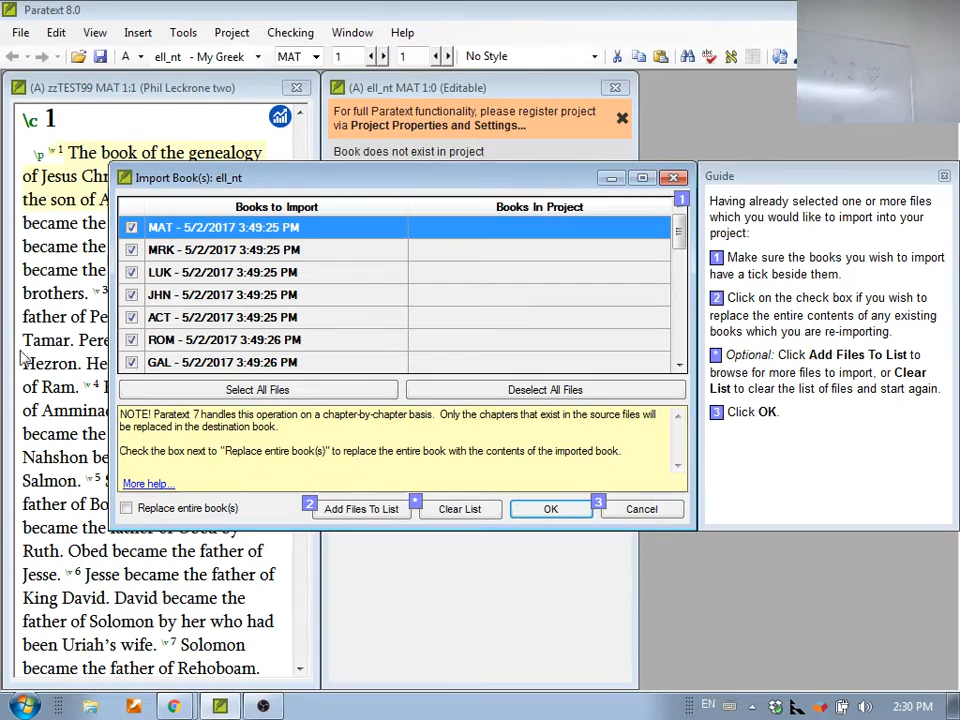 Paratext 8.0
File Edit View Insert Tools Project Checking Window Help
A ell_nt - My Greek MAT 1 1 No Style
(A) zzTEST99 MAT 1:1 (Phil Leckrone two)
\c 1
\p \v 1 The book of the genealogy
of Jesus Chr
the son of A
became the
became the
became the
brothers. \v 3
father of Pe
Tamar. Pere
Hezron. He
of Ram. \v 4
of Amminac
became the
Nahshon be
Salmon. \v 5
father of Bo
became the father of Obed by
Ruth. Obed became the father of
Jesse. \v 6 Jesse became the father of
King David. David became the
father of Solomon by her who had
been Uriah’s wife. \v 7 Solomon
became the father of Rehoboam.
(A) ell_nt MAT 1:0 (Editable)
For full Paratext functionality, please register project
via Project Properties and Settings...
Book does not exist in project
Import Book(s): ell_nt
Books to Import Books In Project
1
MAT - 5/2/2017 3:49:25 PM
MRK - 5/2/2017 3:49:25 PM
LUK - 5/2/2017 3:49:25 PM
JHN - 5/2/2017 3:49:25 PM
ACT - 5/2/2017 3:49:25 PM
ROM - 5/2/2017 3:49:26 PM
GAL - 5/2/2017 3:49:26 PM
Select All Files Deselect All Files
NOTE! Paratext 7 handles this operation on a chapter-by-chapter basis. Only the chapters that exist in the source files will
be replaced in the destination book.
Check the box next to "Replace entire book(s)" to replace the entire book with the contents of the imported book.
More help...
Replace entire book(s) 2 Add Files To List * Clear List OK 3 Cancel
Guide
Having already selected one or more files
which you would like to import into your
project:
1 Make sure the books you wish to import
have a tick beside them.
2 Click on the check box if you wish to
replace the entire contents of any existing
books which you are re-importing.
* Optional: Click Add Files To List to
browse for more files to import, or Clear
List to clear the list of files and start again.
3 Click OK.
EN 2:30 PM